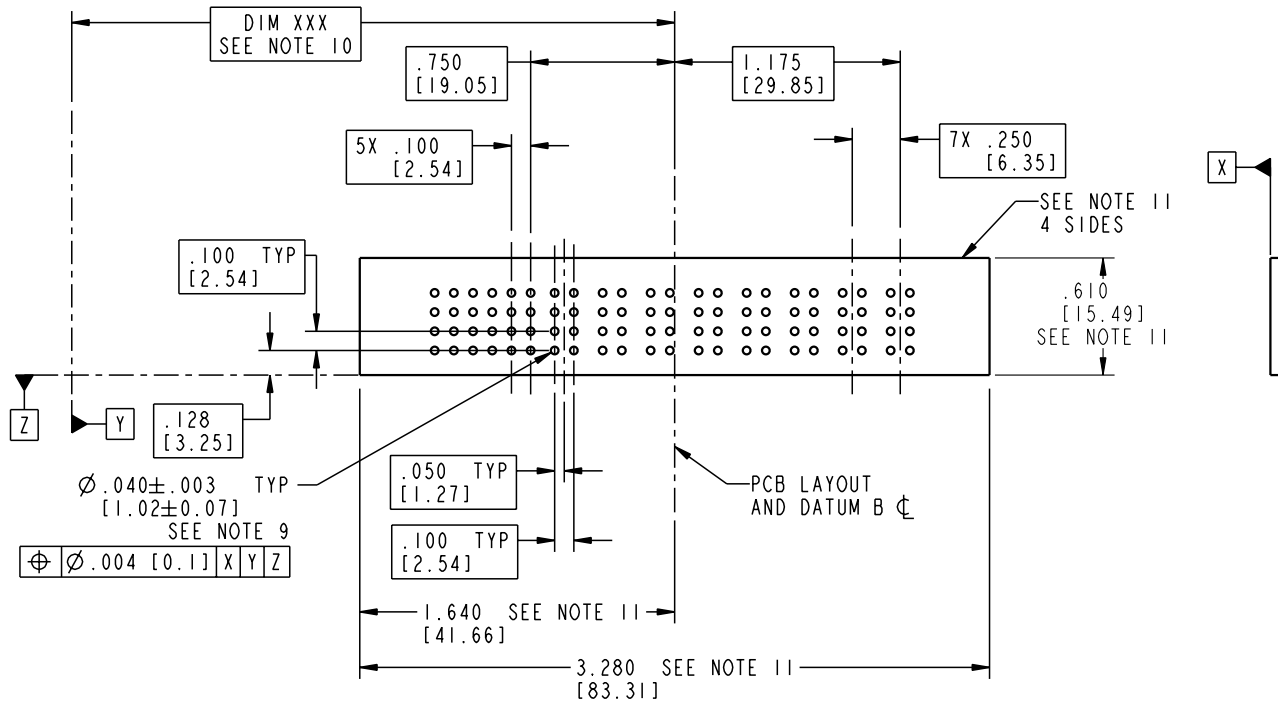 DIM XXX
SEE NOTE 10
.750
[19.05]
1.175
[29.85]
5X .100
[2.54]
7X .250
[6.35]
X
SEE NOTE 11
4 SIDES
.100 TYP
[2.54]
.610
[15.49]
SEE NOTE 11
Z
Y
.128
[3.25]
.050 TYP
[1.27]
PCB LAYOUT
AND DATUM B ℄
Ø.040±.003 TYP
[1.02±0.07]
SEE NOTE 9
⌖ Ø.004 [0.1] X Y Z
.100 TYP
[2.54]
1.640 SEE NOTE 11
[41.66]
3.280 SEE NOTE 11
[83.31]